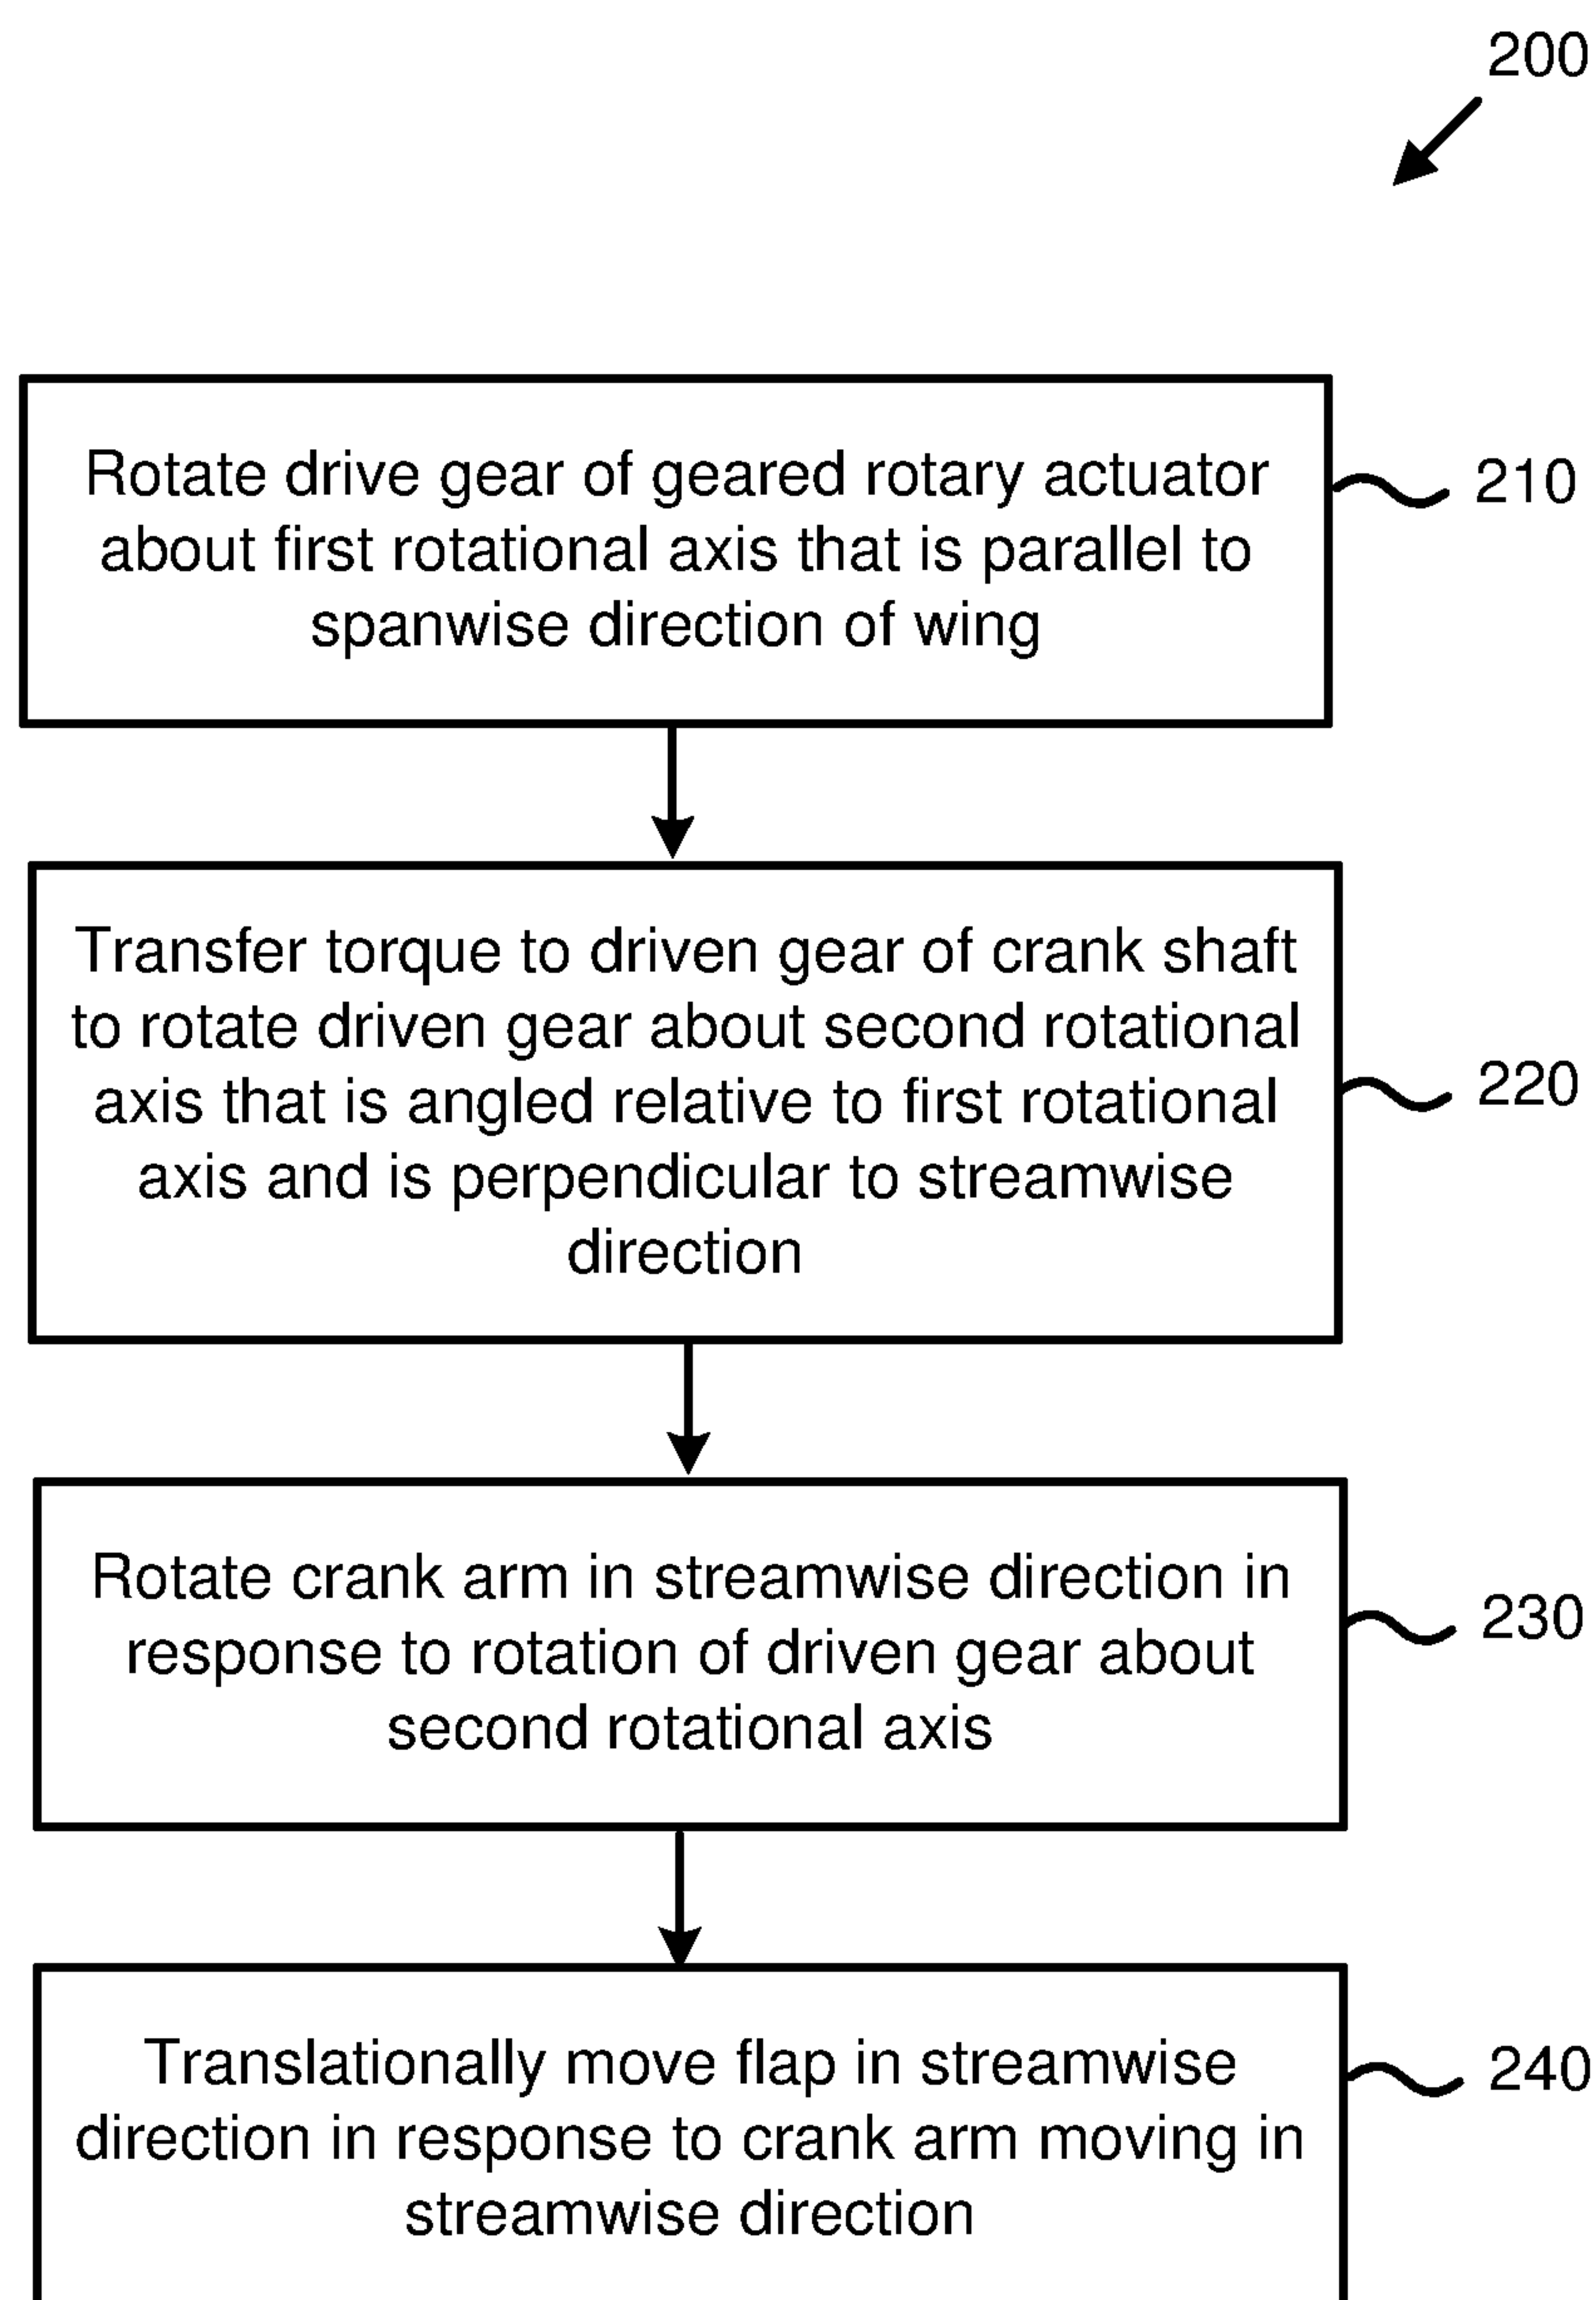 200
Rotate drive gear of geared rotary actuator
about first rotational axis that is parallel to
spanwise direction of wing
210
Transfer torque to driven gear of crank shaft
to rotate driven gear about second rotational
axis that is angled relative to first rotational
axis and is perpendicular to streamwise
direction
220
Rotate crank arm in streamwise direction in
response to rotation of driven gear about
second rotational axis
230
Translationally move flap in streamwise
direction in response to crank arm moving in
streamwise direction
240